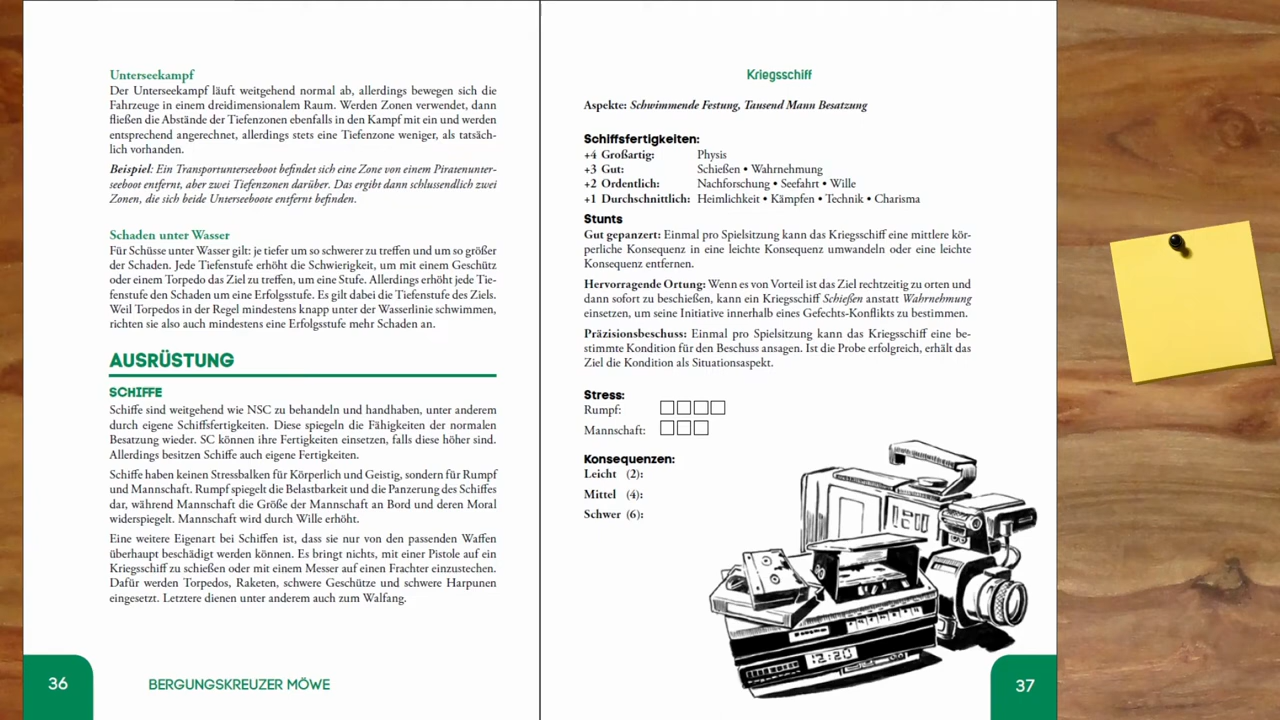 Unterseekampf
Der Unterseekampf läuft weitgehend normal ab, allerdings bewegen sich die
Fahrzeuge in einem dreidimensionalem Raum. Werden Zonen verwendet, dann
fließen die Abstände der Tiefenzonen ebenfalls in den Kampf mit ein und werden
entsprechend angerechnet, allerdings stets eine Tiefenzone weniger, als tatsäch-
lich vorhanden.
Beispiel: Ein Transportunterseeboot befindet sich eine Zone von einem Piratenunter-
seeboot entfernt, aber zwei Tiefenzonen darüber. Das ergibt dann schlussendlich zwei
Zonen, die sich beide Unterseeboote entfernt befinden.
Schaden unter Wasser
Für Schüsse unter Wasser gilt: je tiefer um so schwerer zu treffen und um so größer
der Schaden. Jede Tiefenstufe erhöht die Schwierigkeit, um mit einem Geschütz
oder einem Torpedo das Ziel zu treffen, um eine Stufe. Allerdings erhöht jede Tie-
fenstufe den Schaden um eine Erfolgsstufe. Es gilt dabei die Tiefenstufe des Ziels.
Weil Torpedos in der Regel mindestens knapp unter der Wasserlinie schwimmen,
richten sie also auch mindestens eine Erfolgsstufe mehr Schaden an.
AUSRÜSTUNG
SCHIFFE
Schiffe sind weitgehend wie NSC zu behandeln und handhaben, unter anderem
durch eigene Schiffsfertigkeiten. Diese spiegeln die Fähigkeiten der normalen
Besatzung wieder. SC können ihre Fertigkeiten einsetzen, falls diese höher sind.
Allerdings besitzen Schiffe auch eigene Fertigkeiten.
Schiffe haben keinen Stressbalken für Körperlich und Geistig, sondern für Rumpf
und Mannschaft. Rumpf spiegelt die Belastbarkeit und die Panzerung des Schiffes
dar, während Mannschaft die Größe der Mannschaft an Bord und deren Moral
widerspiegelt. Mannschaft wird durch Wille erhöht.
Eine weitere Eigenart bei Schiffen ist, dass sie nur von den passenden Waffen
überhaupt beschädigt werden können. Es bringt nichts, mit einer Pistole auf ein
Kriegsschiff zu schießen oder mit einem Messer auf einen Frachter einzustechen.
Dafür werden Torpedos, Raketen, schwere Geschütze und schwere Harpunen
eingesetzt. Letztere dienen unter anderem auch zum Walfang.
36
BERGUNGSKREUZER MÖWE
Kriegsschiff
Aspekte: Schwimmende Festung, Tausend Mann Besatzung
Schiffsfertigkeiten:
+4 Großartig: Physis
+3 Gut: Schießen • Wahrnehmung
+2 Ordentlich: Nachforschung • Seefahrt • Wille
+1 Durchschnittlich: Heimlichkeit • Kämpfen • Technik • Charisma
Stunts
Gut gepanzert: Einmal pro Spielsitzung kann das Kriegsschiff eine mittlere kör-
perliche Konsequenz in eine leichte Konsequenz umwandeln oder eine leichte
Konsequenz entfernen.
Hervorragende Ortung: Wenn es von Vorteil ist das Ziel rechtzeitig zu orten und
dann sofort zu beschießen, kann ein Kriegsschiff Schießen anstatt Wahrnehmung
einsetzen, um seine Initiative innerhalb eines Gefechts-Konflikts zu bestimmen.
Präzisionsbeschuss: Einmal pro Spielsitzung kann das Kriegsschiff eine be-
stimmte Kondition für den Beschuss ansagen. Ist die Probe erfolgreich, erhält das
Ziel die Kondition als Situationsaspekt.
Stress:
Rumpf:
Mannschaft:
Konsequenzen:
Leicht (2):
Mittel (4):
Schwer (6):
12:20
37